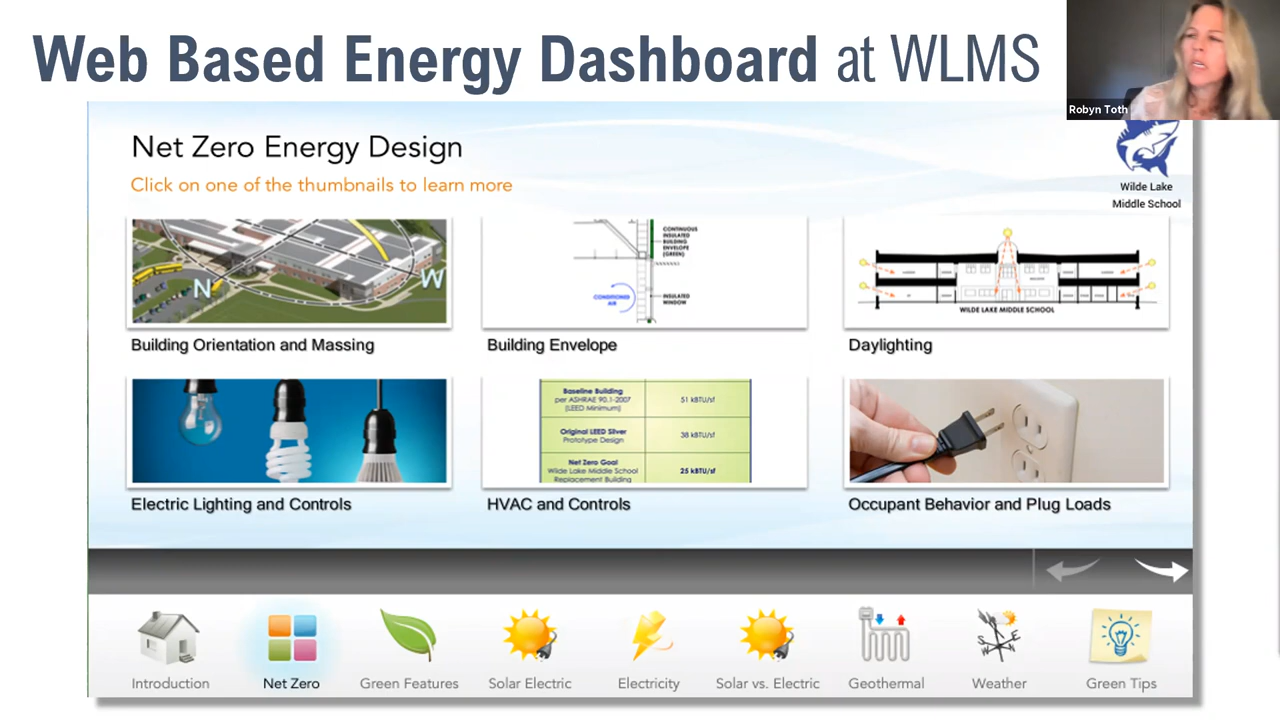 Web Based Energy Dashboard at WLMS
Robyn Toth
Net Zero Energy Design
Click on one of the thumbnails to learn more
Wilde Lake
Middle School
N
W
CONTINUOUS
INSULATED
BUILDING
ENVELOPE
(GREEN)
CONDITIONED
AIR
INSULATED
WINDOW
WILDE LAKE MIDDLE SCHOOL
Building Orientation and Massing
Building Envelope
Daylighting
Baseline Building
per ASHRAE 90.1-2007
(LEED Minimum)
51 kBTU/sf
Original LEED Silver
Prototype Design
38 kBTU/sf
Net Zero Goal
Wilde Lake Middle School
Replacement Building
25 kBTU/sf
Electric Lighting and Controls
HVAC and Controls
Occupant Behavior and Plug Loads
Introduction
Net Zero
Green Features
Solar Electric
Electricity
Solar vs. Electric
Geothermal
Weather
Green Tips